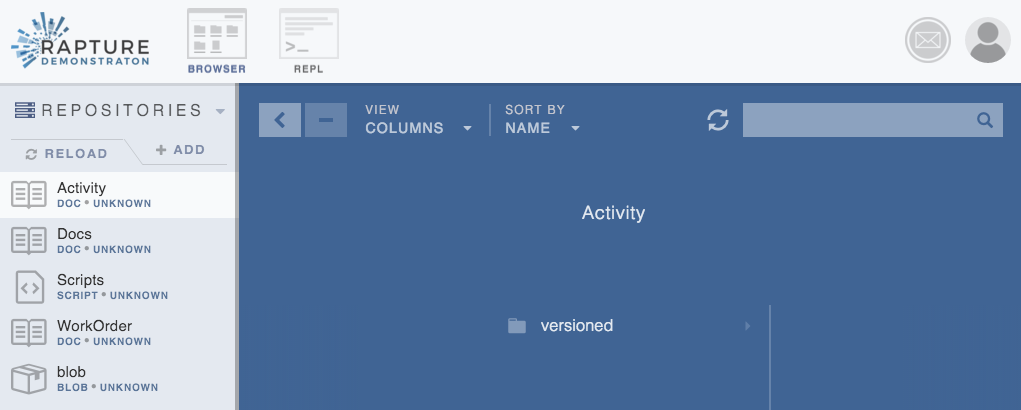 RAPTURE
DEMONSTRATON
BROWSER
>_
REPL
REPOSITORIES
RELOAD
+ ADD
Activity
DOC • UNKNOWN
Docs
DOC • UNKNOWN
Scripts
SCRIPT • UNKNOWN
WorkOrder
DOC • UNKNOWN
blob
BLOB • UNKNOWN
VIEW
COLUMNS
SORT BY
NAME
Activity
versioned